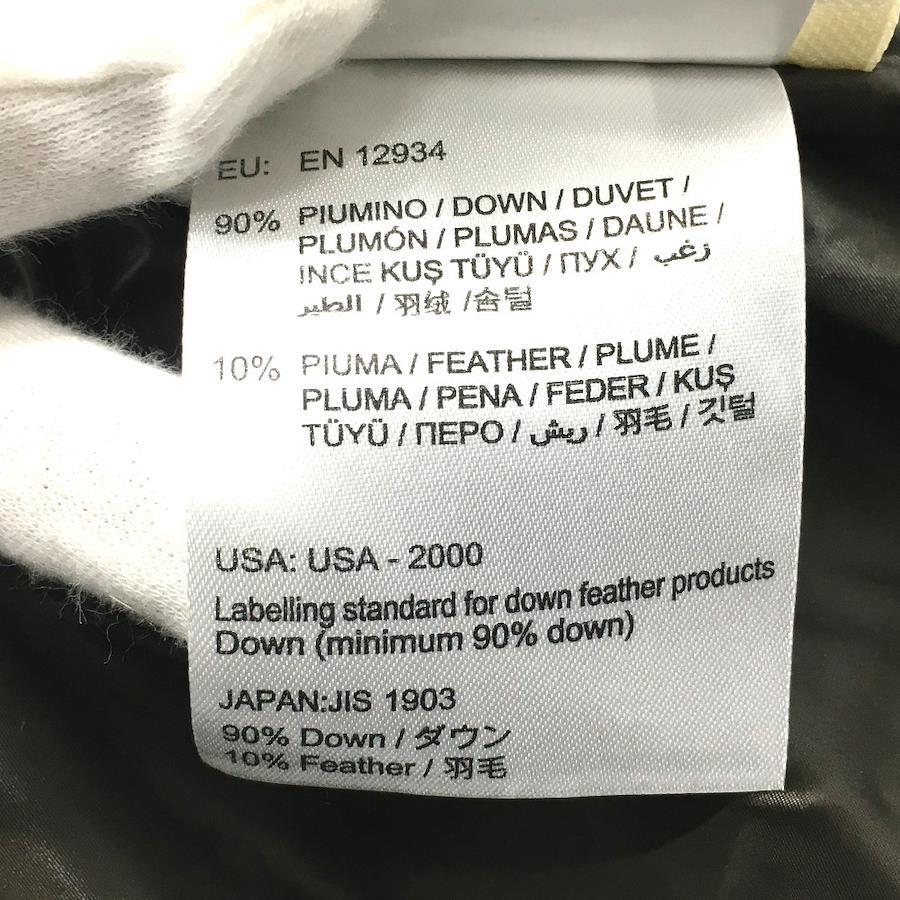 EU: EN 12934
90% PIUMINO / DOWN / DUVET /
PLUMÓN / PLUMAS / DAUNE /
INCE KUŞ TÜYÜ / ПУХ / زغب
الطير / 羽绒 / 솜털
10% PIUMA / FEATHER / PLUME /
PLUMA / PENA / FEDER / KUŞ
TÜYÜ / ПЕРО / ريش / 羽毛 / 깃털
USA: USA - 2000
Labelling standard for down feather products
Down (minimum 90% down)
JAPAN:JIS 1903
90% Down / ダウン
10% Feather / 羽毛